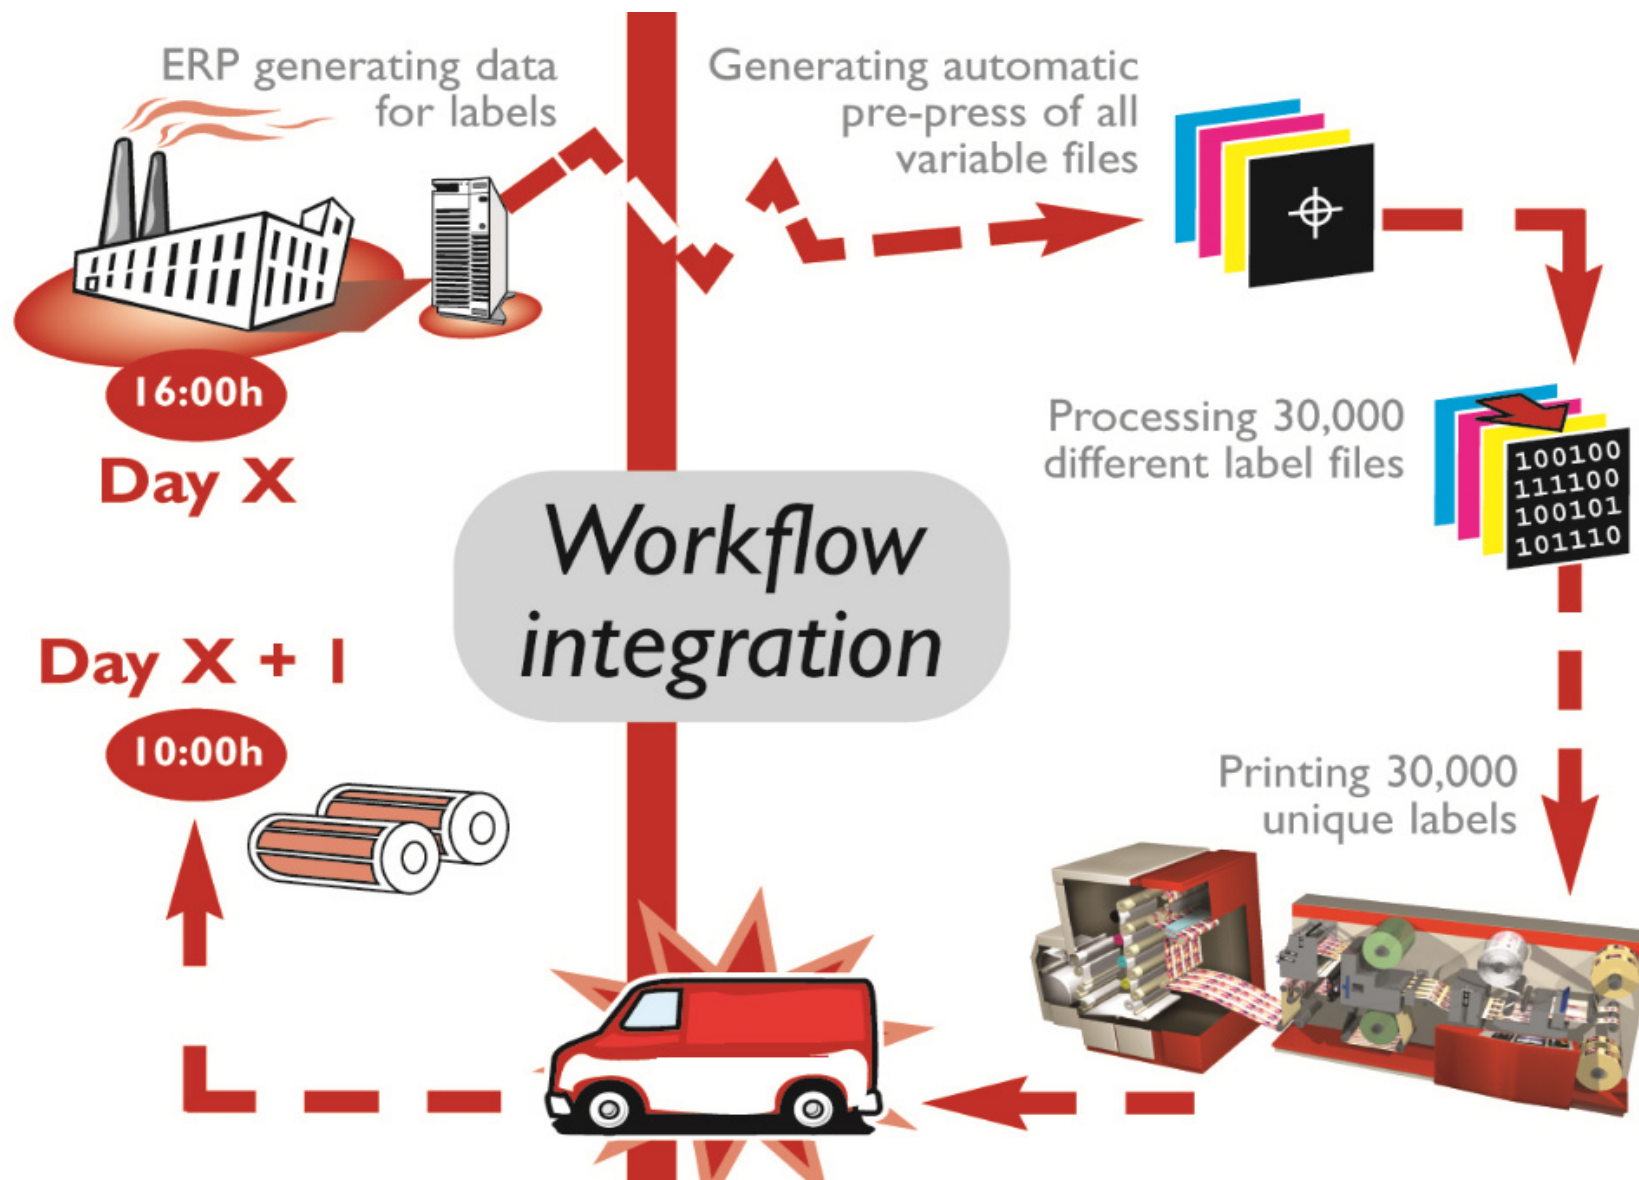 ERP generating data
for labels
Generating automatic
pre-press of all
variable files
16:00h
Day X
Processing 30,000
different label files
100100
111100
100101
101110
Workflow
integration
Day X + 1
10:00h
Printing 30,000
unique labels